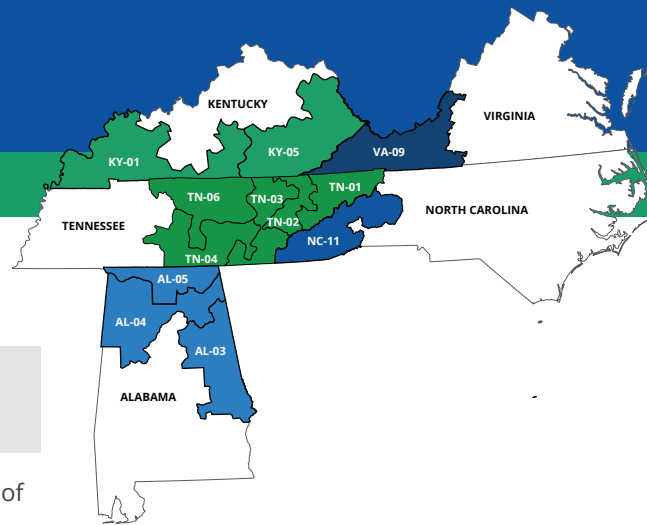 KENTUCKY
VIRGINIA
KY-01
KY-05
VA-09
TN-06
TN-03
TN-01
TN-02
TENNESSEE
NORTH CAROLINA
NC-11
TN-04
AL-05
AL-04
AL-03
ALABAMA
of